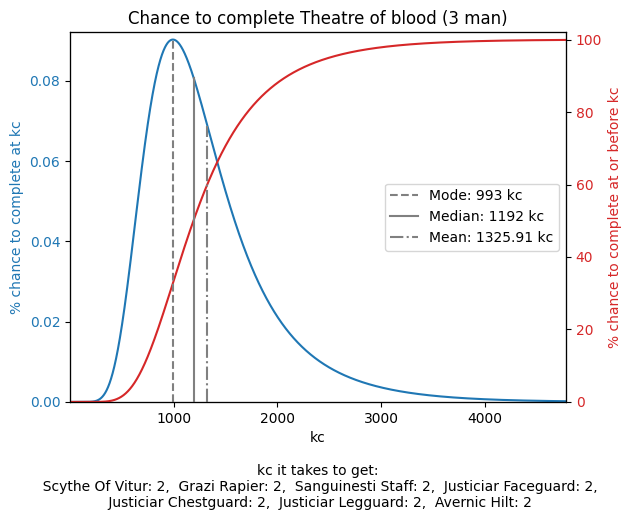 Chance to complete Theatre of blood (3 man)
% chance to complete at kc
0.08
0.06
0.04
0.02
0.00
100
80
60
40
20
0
% chance to complete at or before kc
Mode: 993 kc
Median: 1192 kc
Mean: 1325.91 kc
1000
2000
3000
4000
kc
kc it takes to get:
Scythe Of Vitur: 2,  Grazi Rapier: 2,  Sanguinesti Staff: 2,  Justiciar Faceguard: 2,
Justiciar Chestguard: 2,  Justiciar Legguard: 2,  Avernic Hilt: 2